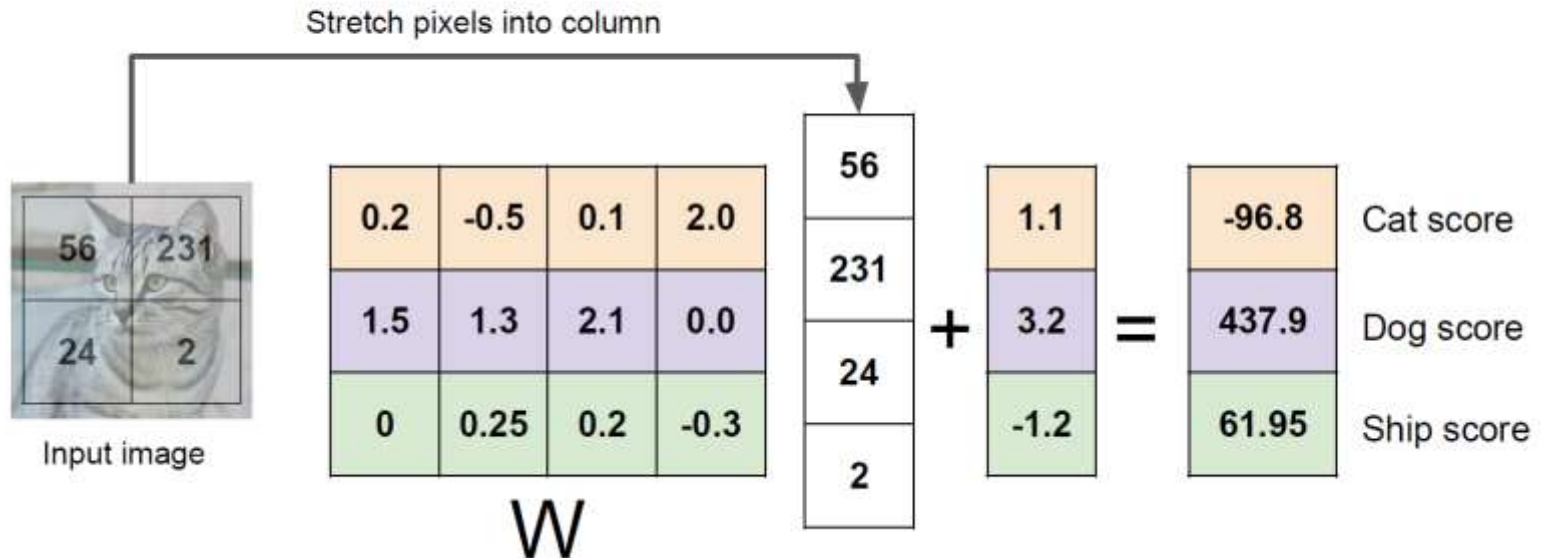 Stretch pixels into column
56 231
24 2
Input image
0.2 -0.5 0.1 2.0
1.5 1.3 2.1 0.0
0 0.25 0.2 -0.3
W
56
231
24
2
+
1.1
3.2
-1.2
=
-96.8 Cat score
437.9 Dog score
61.95 Ship score